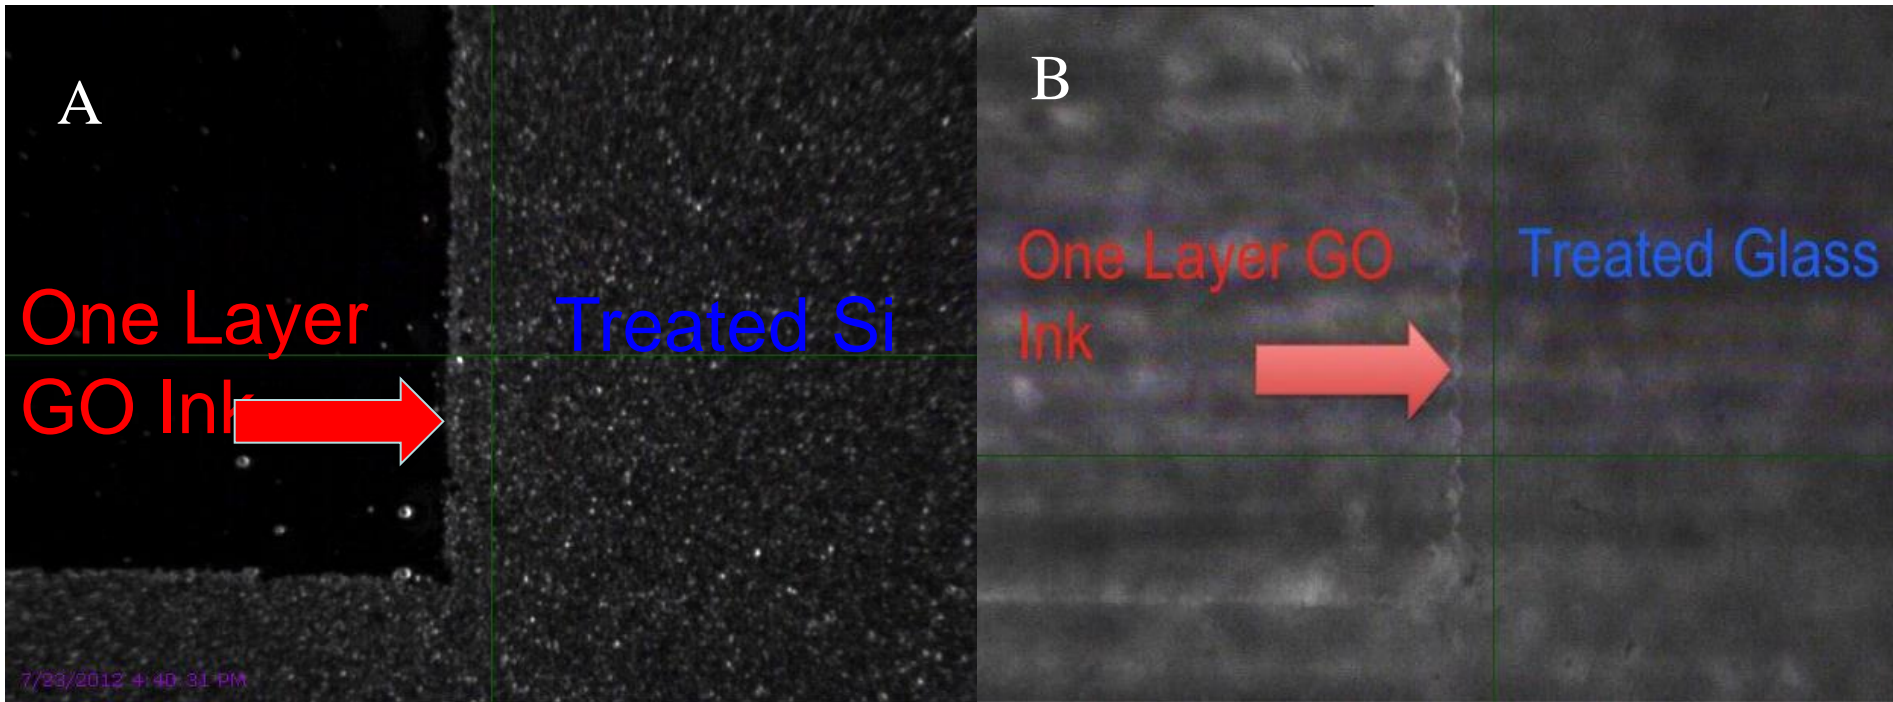 A
One Layer
GO Ink
Treated Si
7/23/2012 4:40:31 PM
B
One Layer GO
Ink
Treated Glass